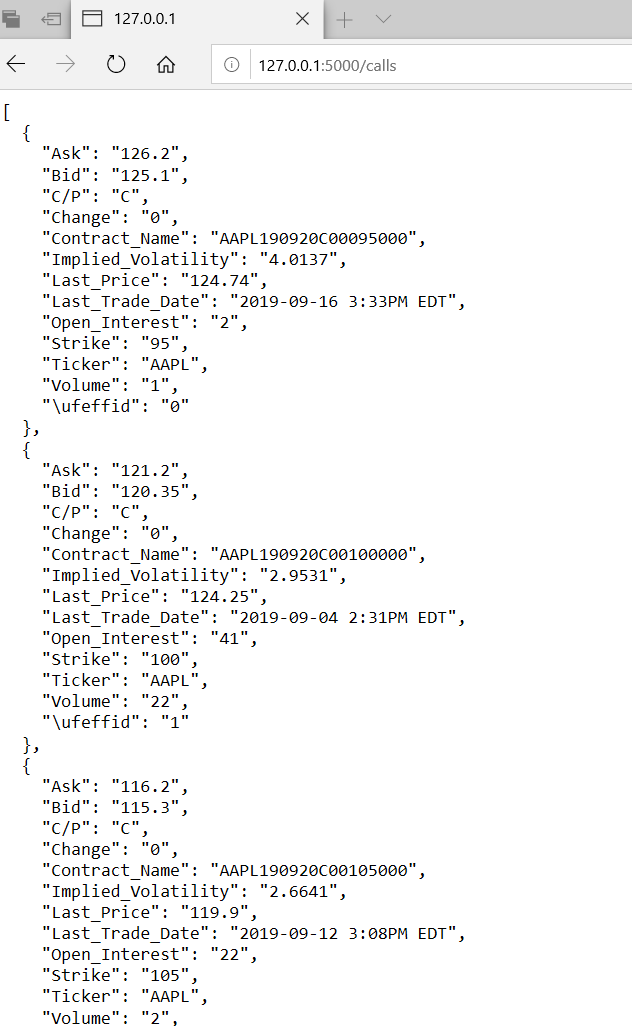 127.0.0.1
127.0.0.1:5000/calls
[
  {
    "Ask": "126.2",
    "Bid": "125.1",
    "C/P": "C",
    "Change": "0",
    "Contract_Name": "AAPL190920C00095000",
    "Implied_Volatility": "4.0137",
    "Last_Price": "124.74",
    "Last_Trade_Date": "2019-09-16 3:33PM EDT",
    "Open_Interest": "2",
    "Strike": "95",
    "Ticker": "AAPL",
    "Volume": "1",
    "\ufeffid": "0"
  },
  {
    "Ask": "121.2",
    "Bid": "120.35",
    "C/P": "C",
    "Change": "0",
    "Contract_Name": "AAPL190920C00100000",
    "Implied_Volatility": "2.9531",
    "Last_Price": "124.25",
    "Last_Trade_Date": "2019-09-04 2:31PM EDT",
    "Open_Interest": "41",
    "Strike": "100",
    "Ticker": "AAPL",
    "Volume": "22",
    "\ufeffid": "1"
  },
  {
    "Ask": "116.2",
    "Bid": "115.3",
    "C/P": "C",
    "Change": "0",
    "Contract_Name": "AAPL190920C00105000",
    "Implied_Volatility": "2.6641",
    "Last_Price": "119.9",
    "Last_Trade_Date": "2019-09-12 3:08PM EDT",
    "Open_Interest": "22",
    "Strike": "105",
    "Ticker": "AAPL",
    "Volume": "2",